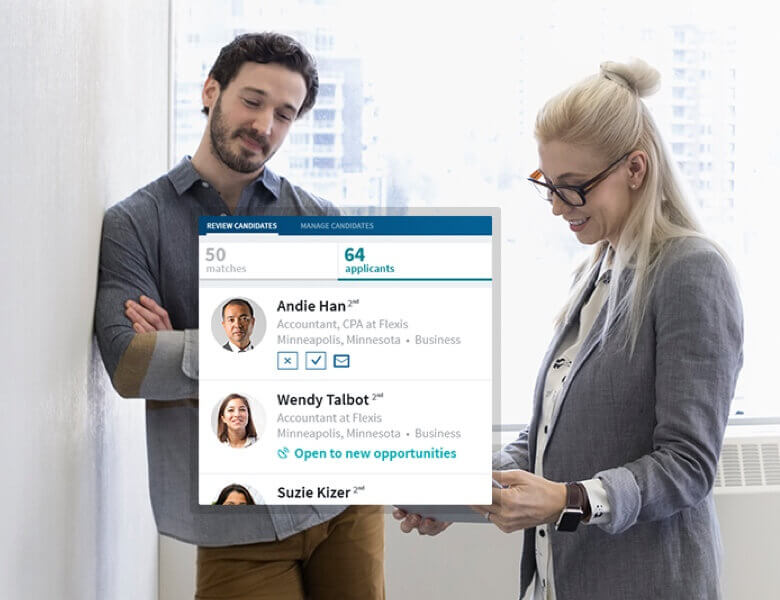 REVIEW CANDIDATES MANAGE CANDIDATES
50 64
matches applicants
Andie Han 2nd
Accountant, CPA at Flexis
Minneapolis, Minnesota • Business
Wendy Talbot 2nd
Accountant at Flexis
Minneapolis, Minnesota • Business
Open to new opportunities
Suzie Kizer 2nd